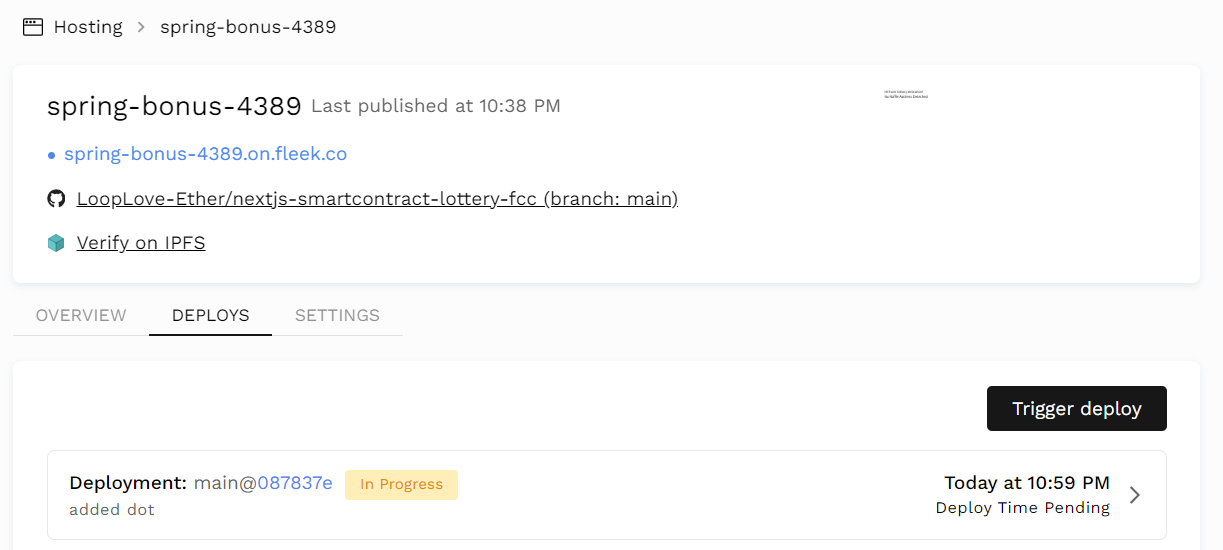 Hosting > spring-bonus-4389
spring-bonus-4389 Last published at 10:38 PM
spring-bonus-4389.on.fleek.co
LoopLove-Ether/nextjs-smartcontract-lottery-fcc (branch: main)
Verify on IPFS
OVERVIEW DEPLOYS SETTINGS
Trigger deploy
Deployment: main@087837e In Progress Today at 10:59 PM
added dot Deploy Time Pending